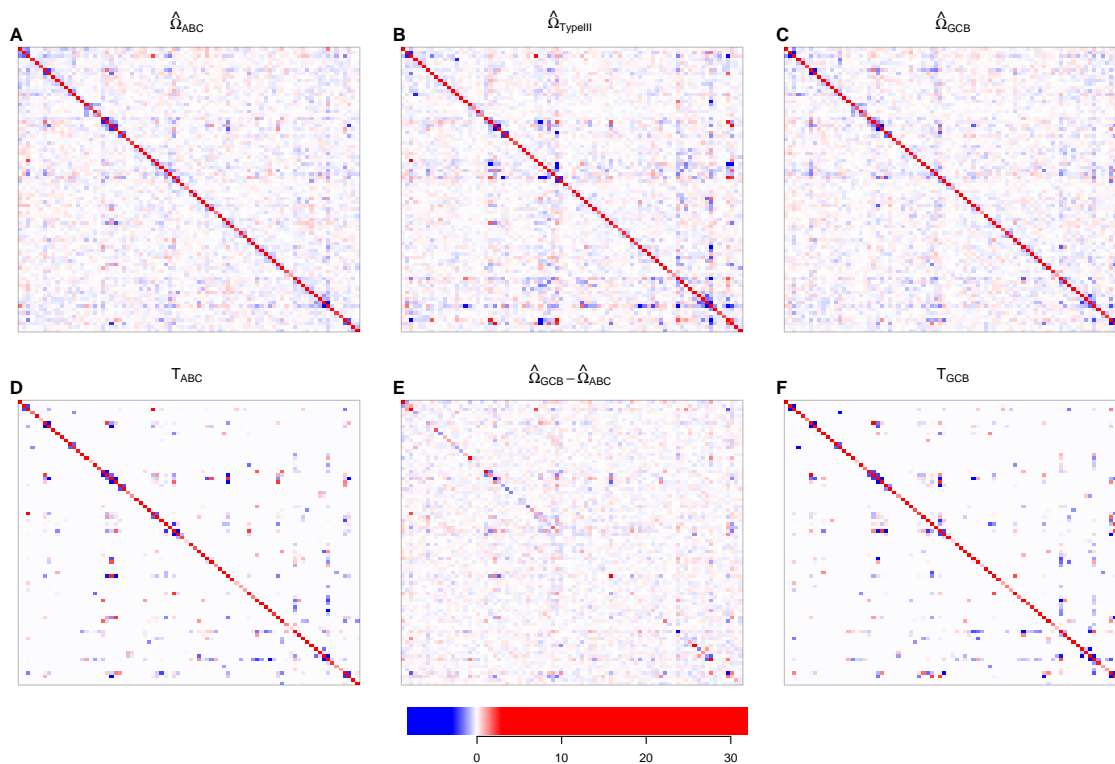 A Ω̂ABC
B Ω̂TypeIII
C Ω̂GCB
D TABC
E Ω̂GCB − Ω̂ABC
F TGCB
0 10 20 30